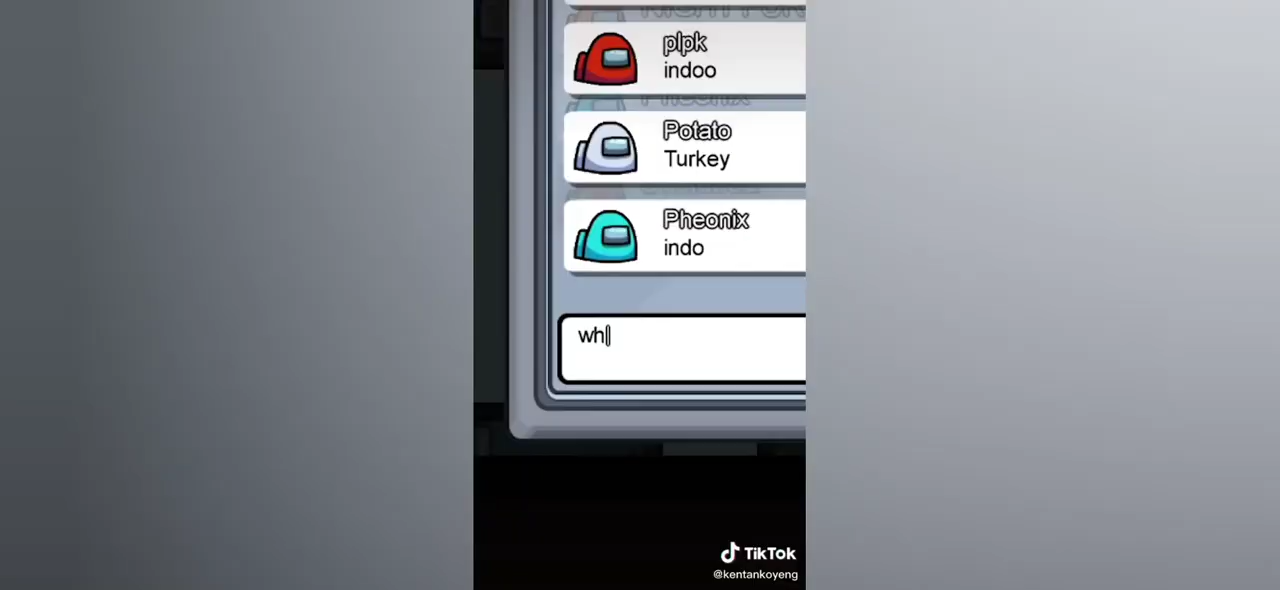 plpk
indoo
Potato
Turkey
Pheonix
indo
wh
TikTok
@kentankoyeng